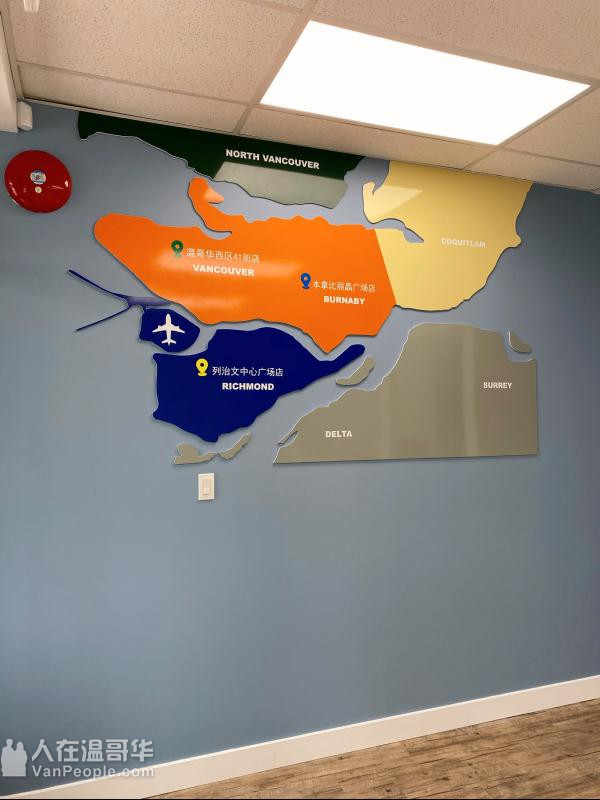 NORTH VANCOUVER
COQUITLAM
温哥华西区41街店
VANCOUVER
本拿比丽晶广场店
BURNABY
列治文中心广场店
RICHMOND
SURREY
DELTA
人在温哥华
VanPeople.com